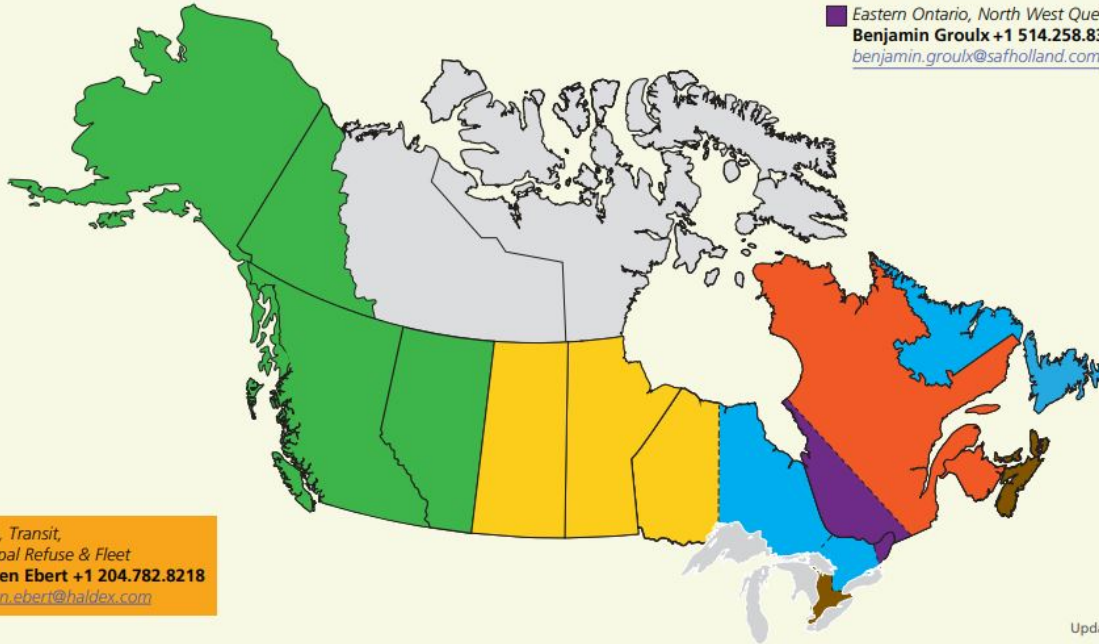 Eastern Ontario, North West Que
Benjamin Groulx +1 514.258.83
benjamin.groulx@safholland.com
, Transit,
pal Refuse & Fleet
en Ebert +1 204.782.8218
n.ebert@haldex.com
Upda